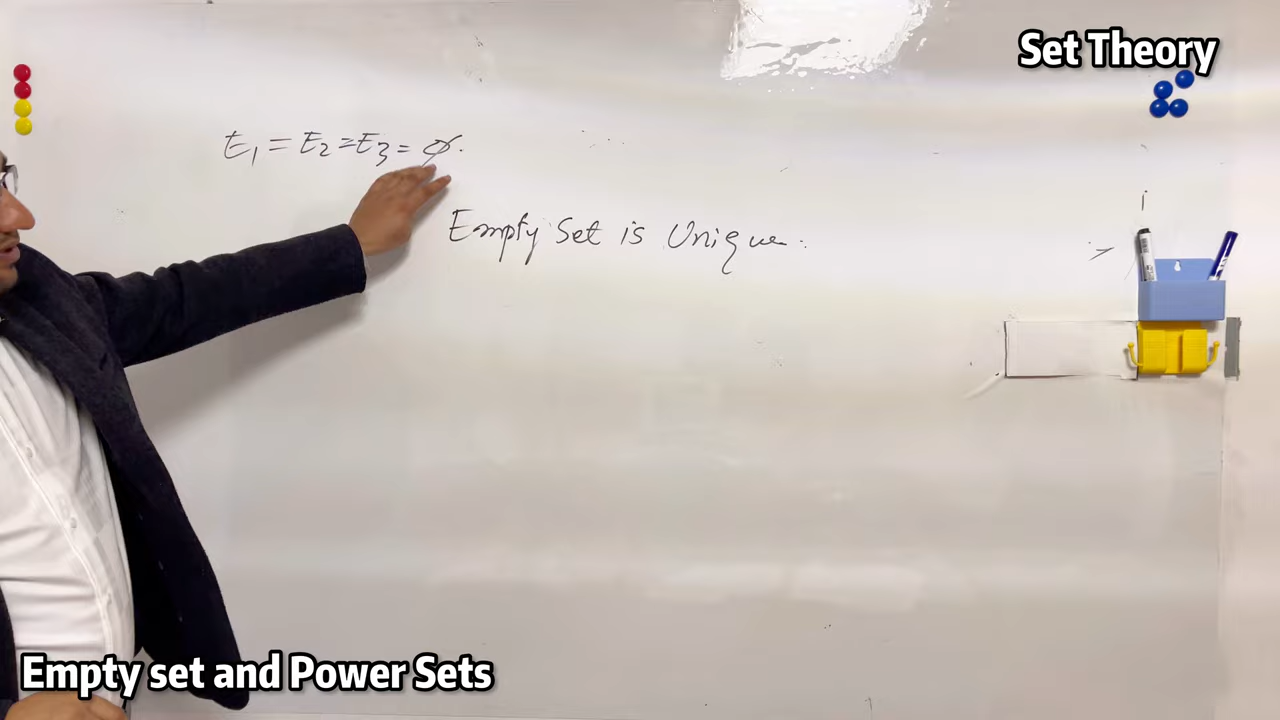 Set Theory
E₁ = E₂ = E₃ = ∅.
Empty Set is Unique.
Empty set and Power Sets